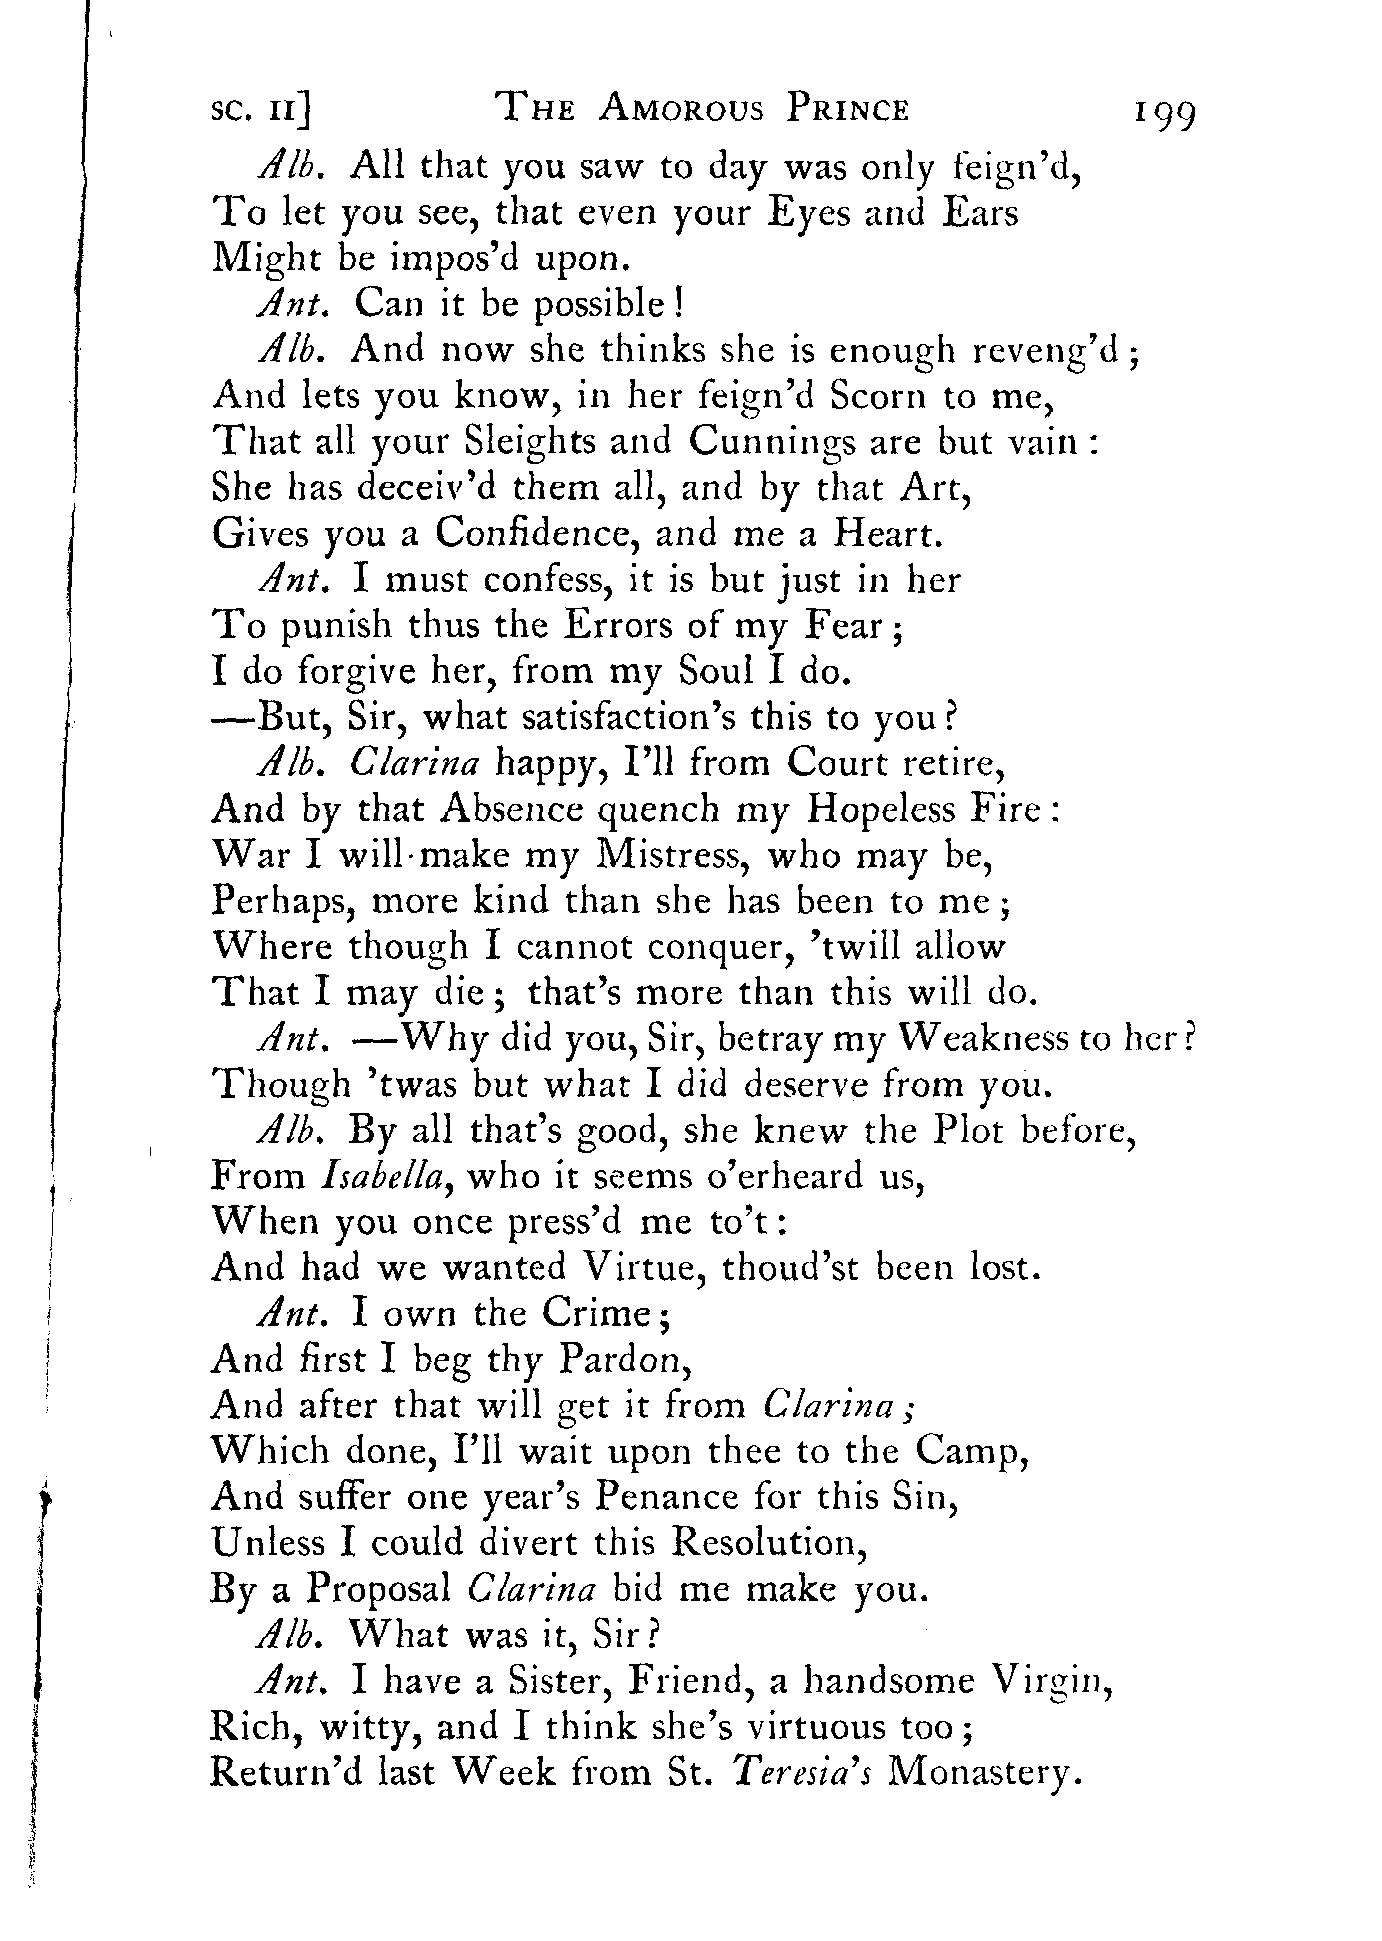 SC. II] THE AMOROUS PRINCE 199
Alb. All that you saw to day was only feign'd,
To let you see, that even your Eyes and Ears
Might be impos'd upon.
Ant. Can it be possible!
Alb. And now she thinks she is enough reveng'd;
And lets you know, in her feign'd Scorn to me,
That all your Sleights and Cunnings are but vain:
She has deceiv'd them all, and by that Art,
Gives you a Confidence, and me a Heart.
Ant. I must confess, it is but just in her
To punish thus the Errors of my Fear;
I do forgive her, from my Soul I do.
—But, Sir, what satisfaction's this to you?
Alb. Clarina happy, I'll from Court retire,
And by that Absence quench my Hopeless Fire:
War I will make my Mistress, who may be,
Perhaps, more kind than she has been to me;
Where though I cannot conquer, 'twill allow
That I may die; that's more than this will do.
Ant. —Why did you, Sir, betray my Weakness to her?
Though 'twas but what I did deserve from you.
Alb. By all that's good, she knew the Plot before,
From Isabella, who it seems o'erheard us,
When you once press'd me to't:
And had we wanted Virtue, thoud'st been lost.
Ant. I own the Crime;
And first I beg thy Pardon,
And after that will get it from Clarina;
Which done, I'll wait upon thee to the Camp,
And suffer one year's Penance for this Sin,
Unless I could divert this Resolution,
By a Proposal Clarina bid me make you.
Alb. What was it, Sir?
Ant. I have a Sister, Friend, a handsome Virgin,
Rich, witty, and I think she's virtuous too;
Return'd last Week from St. Teresia's Monastery.